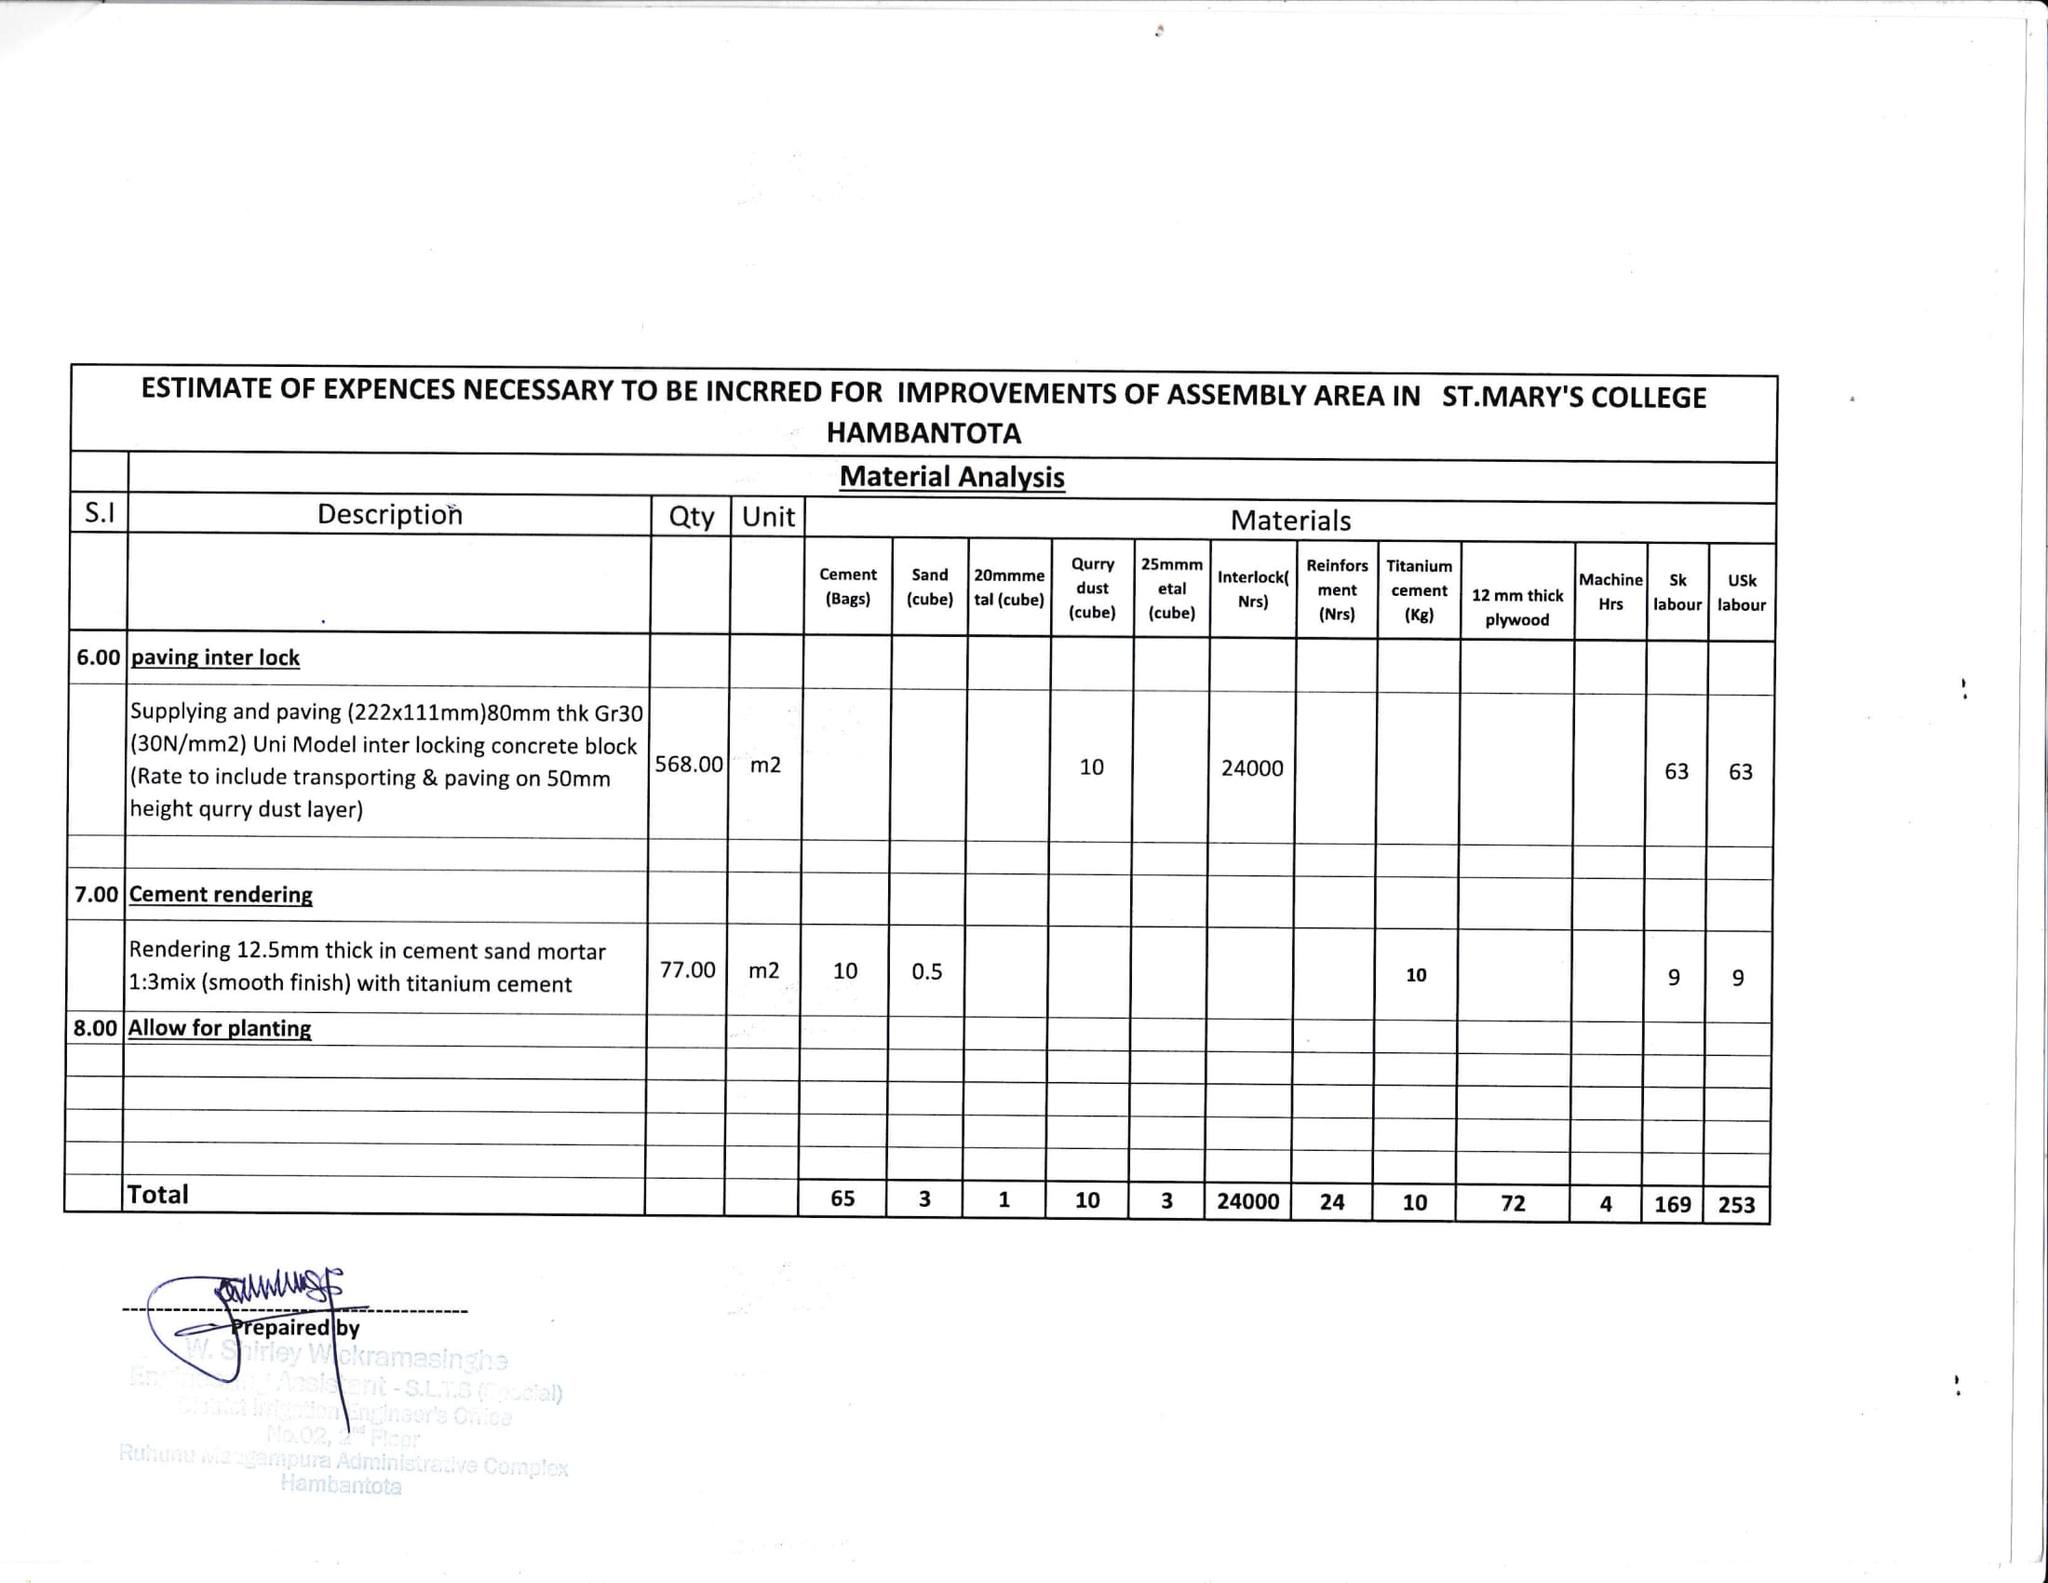 ESTIMATE OF EXPENCES NECESSARY TO BE INCRRED FOR IMPROVEMENTS OF ASSEMBLY AREA IN ST.MARY'S COLLEGE
HAMBANTOTA
Material Analysis
S.I Description Qty Unit Materials
Cement (Bags) Sand (cube) 20mmme tal (cube) Qurry dust (cube) 25mmm etal (cube) Interlock( Nrs) Reinfors ment (Nrs) Titanium cement (Kg) 12 mm thick plywood Machine Hrs Sk labour USk labour
6.00 paving inter lock
Supplying and paving (222x111mm)80mm thk Gr30
(30N/mm2) Uni Model inter locking concrete block
(Rate to include transporting & paving on 50mm
height qurry dust layer)
568.00 m2 10 24000 63 63
7.00 Cement rendering
Rendering 12.5mm thick in cement sand mortar
1:3mix (smooth finish) with titanium cement
77.00 m2 10 0.5 10 9 9
8.00 Allow for planting
Total 65 3 1 10 3 24000 24 10 72 4 169 253
Prepaired by
W. Shirley Wickramasinghe
Engineering Assistant - S.L.T.S (Special)
District Irrigation Engineer's Office
No.02, 2nd Floor
Ruhunu Magampura Administrative Complex
Hambantota